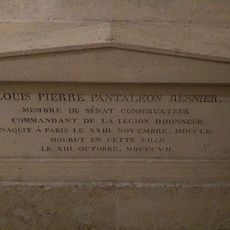 LOUIS PIERRE PANTALEON RESNIER,
MEMBRE DU SÉNAT CONSERVATEUR
COMMANDANT DE LA LÉGION D'HONNEUR
NAQUIT À PARIS LE XXIII NOVEMBRE, MDCCLII
MOURUT EN CETTE VILLE
LE XIII OCTOBRE, MDCCCVII.